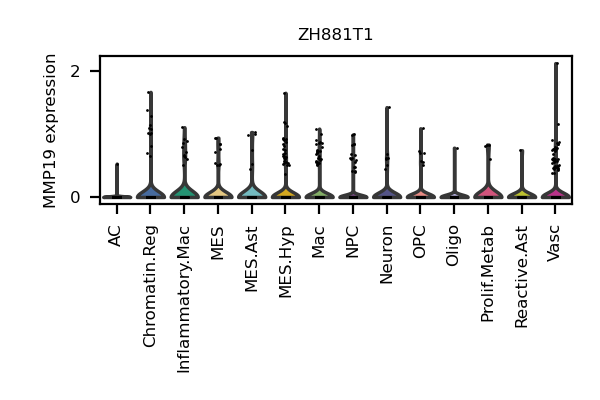 ZH881T1
MMP19 expression
2
0
AC
Chromatin.Reg
Inflammatory.Mac
MES
MES.Ast
MES.Hyp
Mac
NPC
Neuron
OPC
Oligo
Prolif.Metab
Reactive.Ast
Vasc